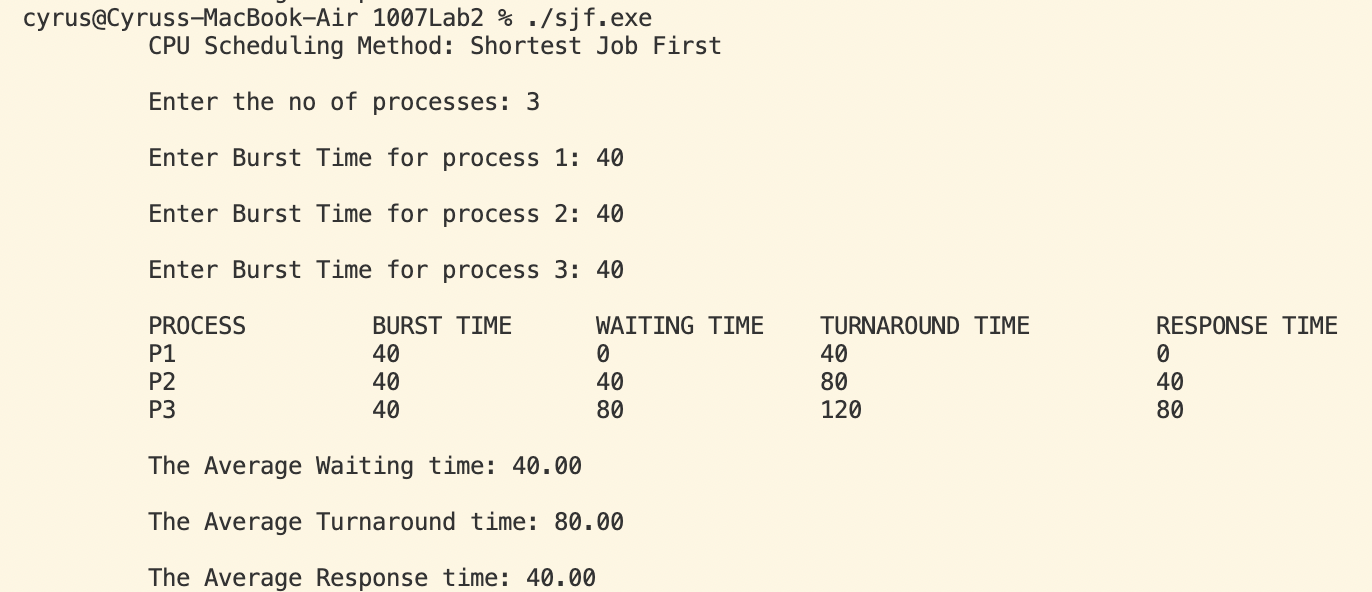 cyrus@Cyruss-MacBook-Air 1007Lab2 % ./sjf.exe
CPU Scheduling Method: Shortest Job First
Enter the no of processes: 3
Enter Burst Time for process 1: 40
Enter Burst Time for process 2: 40
Enter Burst Time for process 3: 40
PROCESS BURST TIME WAITING TIME TURNAROUND TIME RESPONSE TIME
P1 40 0 40 0
P2 40 40 80 40
P3 40 80 120 80
The Average Waiting time: 40.00
The Average Turnaround time: 80.00
The Average Response time: 40.00